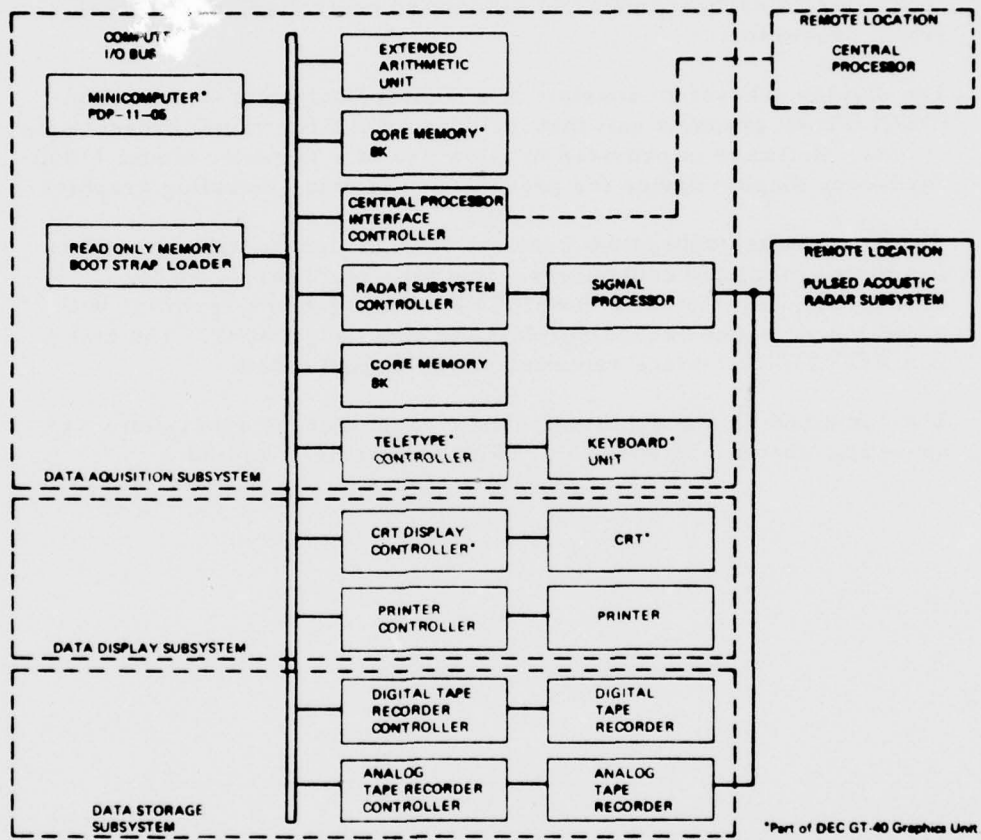 I/O BUS
MINICOMPUTER*
PDP-11-05
READ ONLY MEMORY
BOOT STRAP LOADER
EXTENDED
ARITHMETIC
UNIT
CORE MEMORY*
8K
CENTRAL PROCESSOR
INTERFACE
CONTROLLER
RADAR SUBSYSTEM
CONTROLLER
SIGNAL
PROCESSOR
CORE MEMORY
8K
TELETYPE*
CONTROLLER
KEYBOARD*
UNIT
DATA AQUISITION SUBSYSTEM
REMOTE LOCATION
CENTRAL
PROCESSOR
REMOTE LOCATION
PULSED ACOUSTIC
RADAR SUBSYSTEM
CRT DISPLAY
CONTROLLER*
CRT*
PRINTER
CONTROLLER
PRINTER
DATA DISPLAY SUBSYSTEM
DIGITAL TAPE
RECORDER
CONTROLLER
DIGITAL
TAPE
RECORDER
ANALOG
TAPE RECORDER
CONTROLLER
ANALOG
TAPE
RECORDER
DATA STORAGE
SUBSYSTEM
*Part of DEC GT-40 Graphics Unit